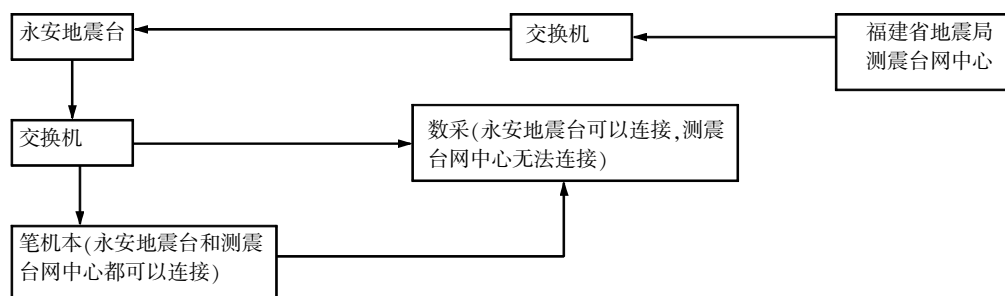 永安地震台
交换机
福建省地震局
测震台网中心
交换机
数采(永安地震台可以连接,测震
台网中心无法连接)
笔机本(永安地震台和测震
台网中心都可以连接)